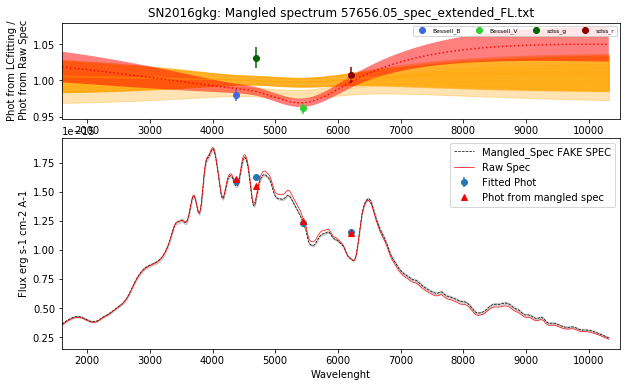 SN2016gkg: Mangled spectrum 57656.05_spec_extended_FL.txt
Phot from LCfitting /
Phot from Raw Spec
1.05
1.00
0.95
Bessell_B
Bessell_V
sdss_g
sdss_r
2000 3000 4000 5000 6000 7000 8000 9000 10000
1e−15
Flux erg s-1 cm-2 A-1
1.75
1.50
1.25
1.00
0.75
0.50
0.25
Mangled_Spec FAKE SPEC
Raw Spec
Fitted Phot
Phot from mangled spec
2000 3000 4000 5000 6000 7000 8000 9000 10000
Wavelenght